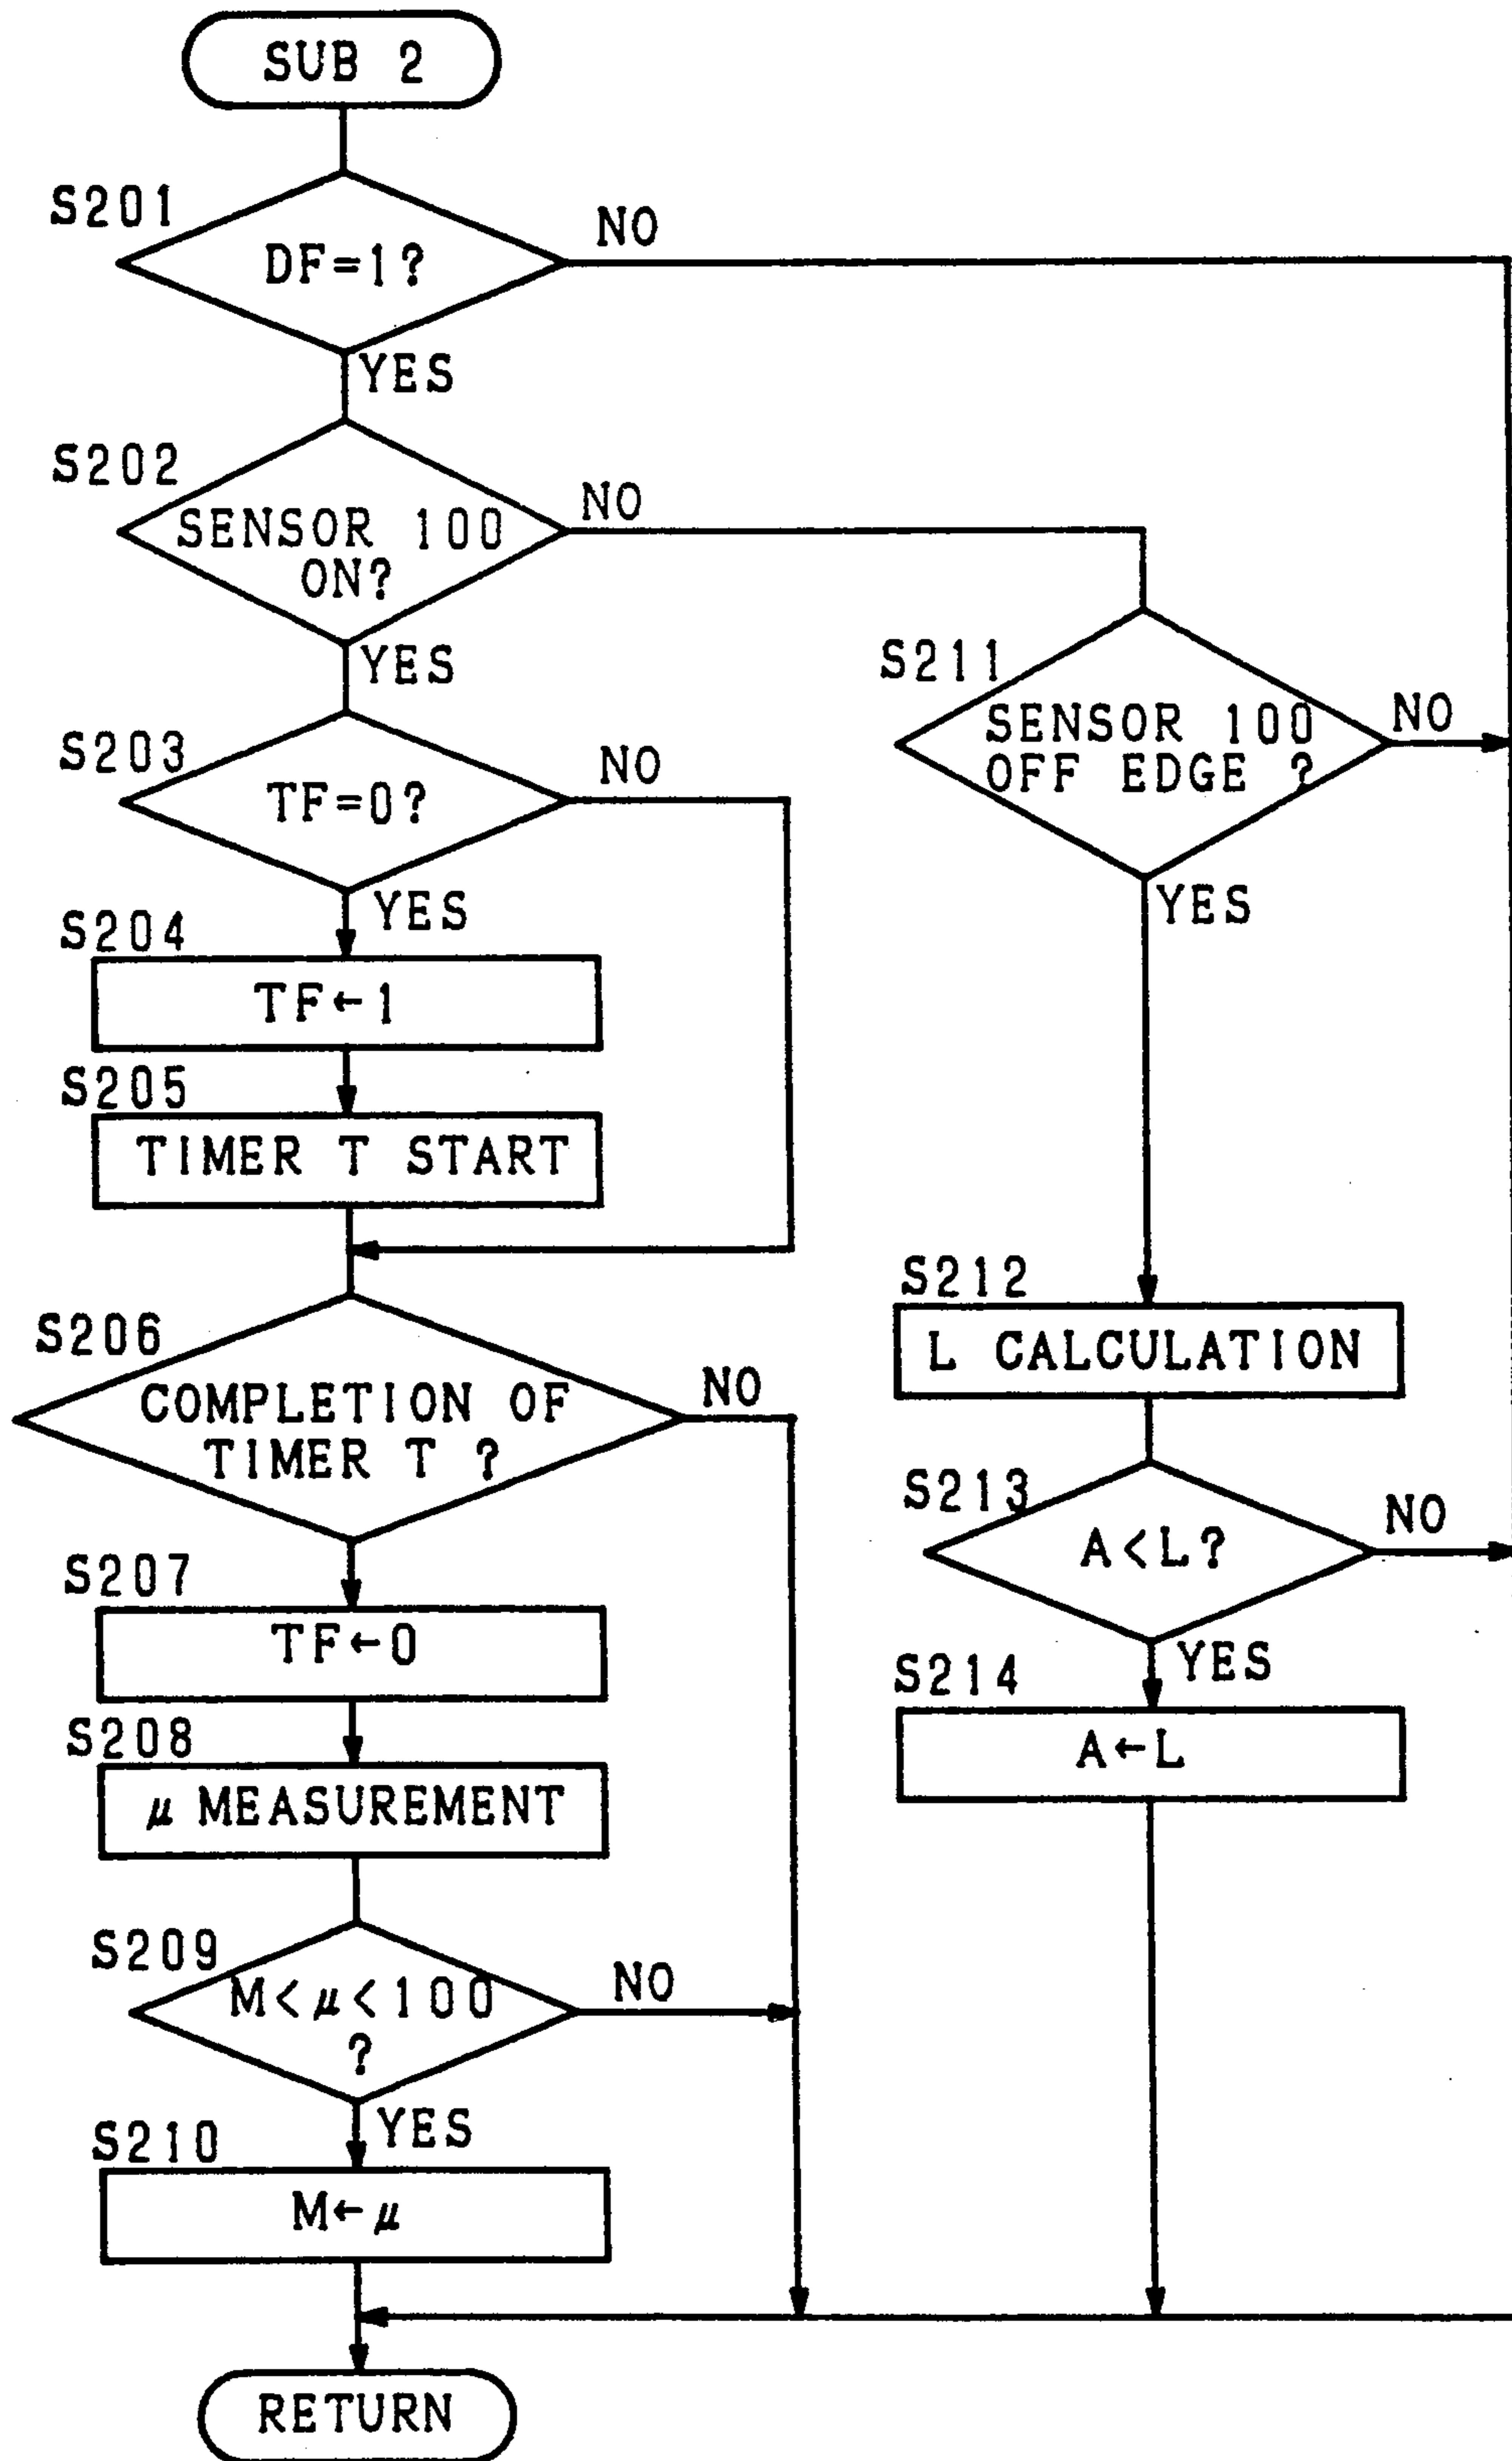 SUB 2
S201
DF=1?
NO
YES
S202
SENSOR 100
ON?
NO
YES
S203
TF=0?
NO
YES
S204
TF←1
S205
TIMER T START
S206
COMPLETION OF
TIMER T ?
NO
S207
TF←0
S208
μ MEASUREMENT
S209
M<μ<100
?
NO
YES
S210
M←μ
RETURN
S211
SENSOR 100
OFF EDGE ?
NO
YES
S212
L CALCULATION
S213
A<L?
NO
YES
S214
A←L